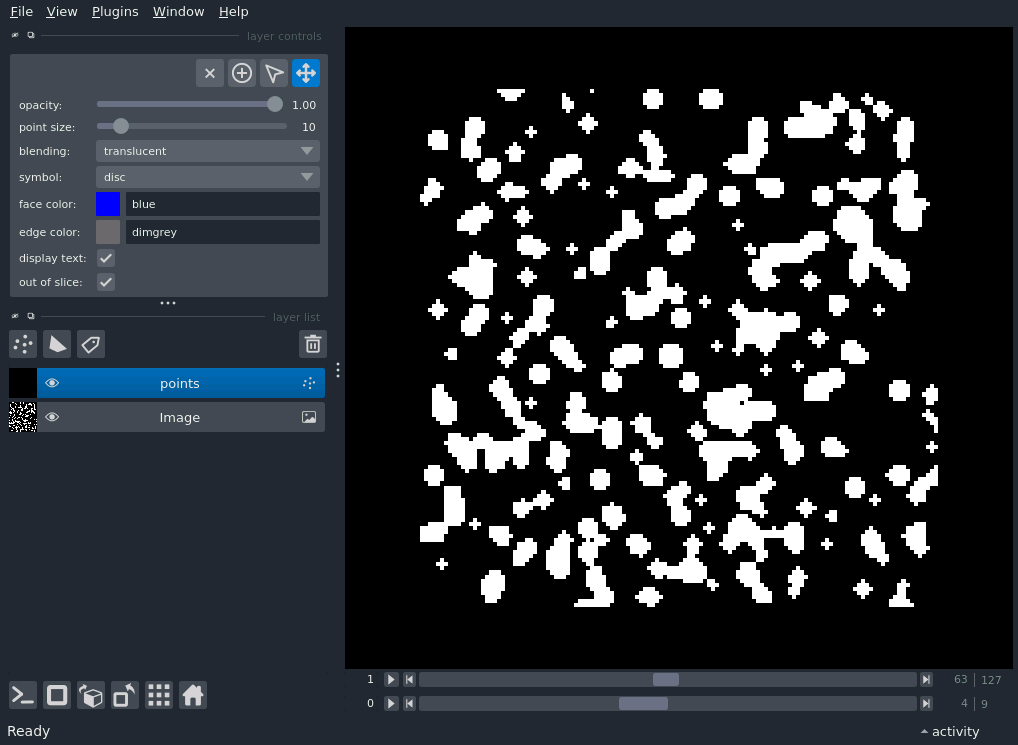 File View Plugins Window Help
layer controls
opacity: 1.00
point size: 10
blending: translucent
symbol: disc
face color: blue
edge color: dimgrey
display text:
out of slice:
layer list
points
Image
1 63 127
0 4 9
Ready activity